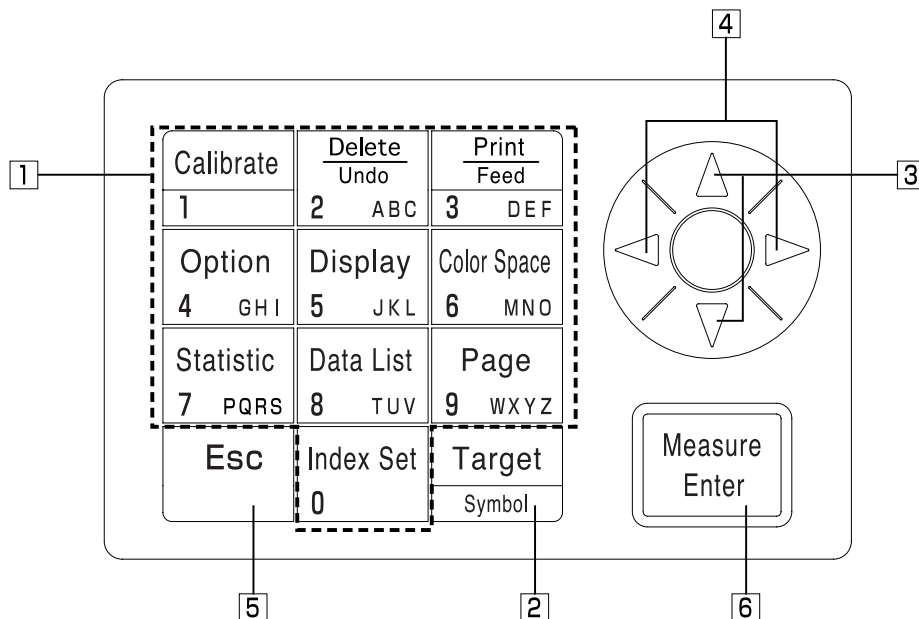 4
1
3
Calibrate
1
Delete
Undo
2 ABC
Print
Feed
3 DEF
Option
4 GHI
Display
5 JKL
Color Space
6 MNO
Statistic
7 PQRS
Data List
8 TUV
Page
9 WXYZ
Esc
Index Set
0
Target
Symbol
Measure
Enter
5
2
6